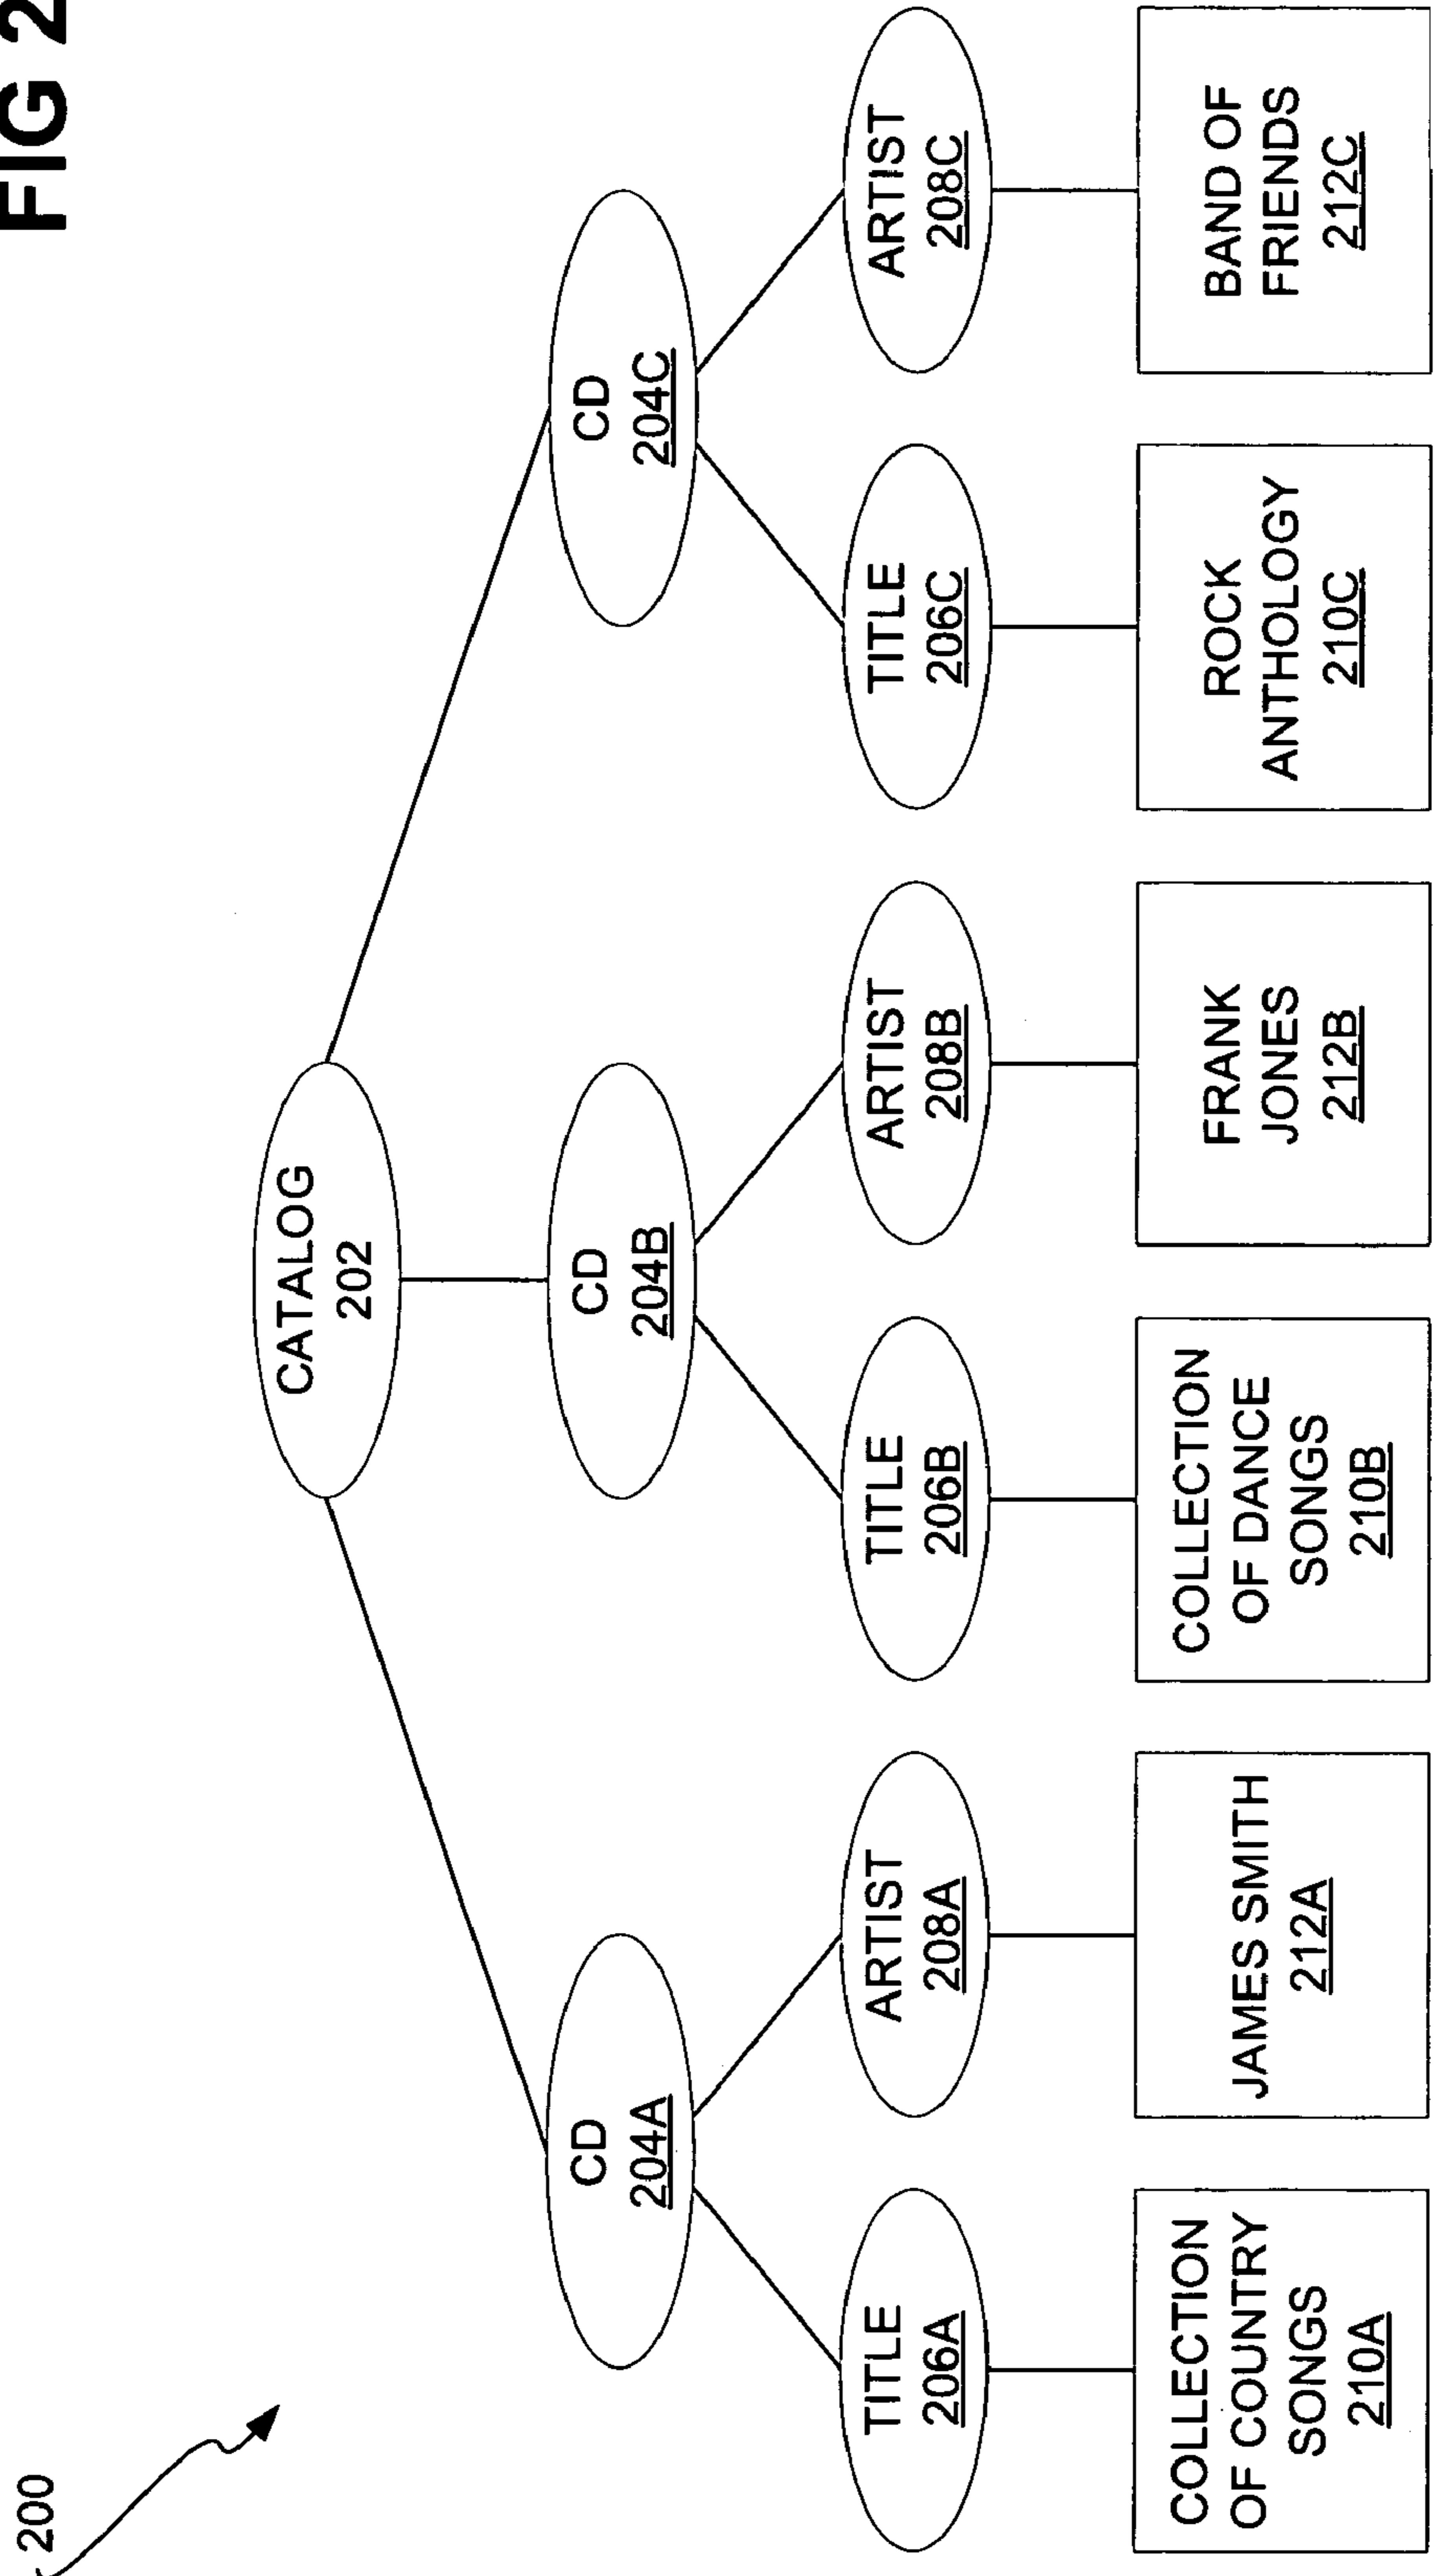 FIG 2
200
CATALOG
202
CD
204A
CD
204B
CD
204C
TITLE
206A
ARTIST
208A
TITLE
206B
ARTIST
208B
TITLE
206C
ARTIST
208C
COLLECTION
OF COUNTRY
SONGS
210A
JAMES SMITH
212A
COLLECTION
OF DANCE
SONGS
210B
FRANK
JONES
212B
ROCK
ANTHOLOGY
210C
BAND OF
FRIENDS
212C